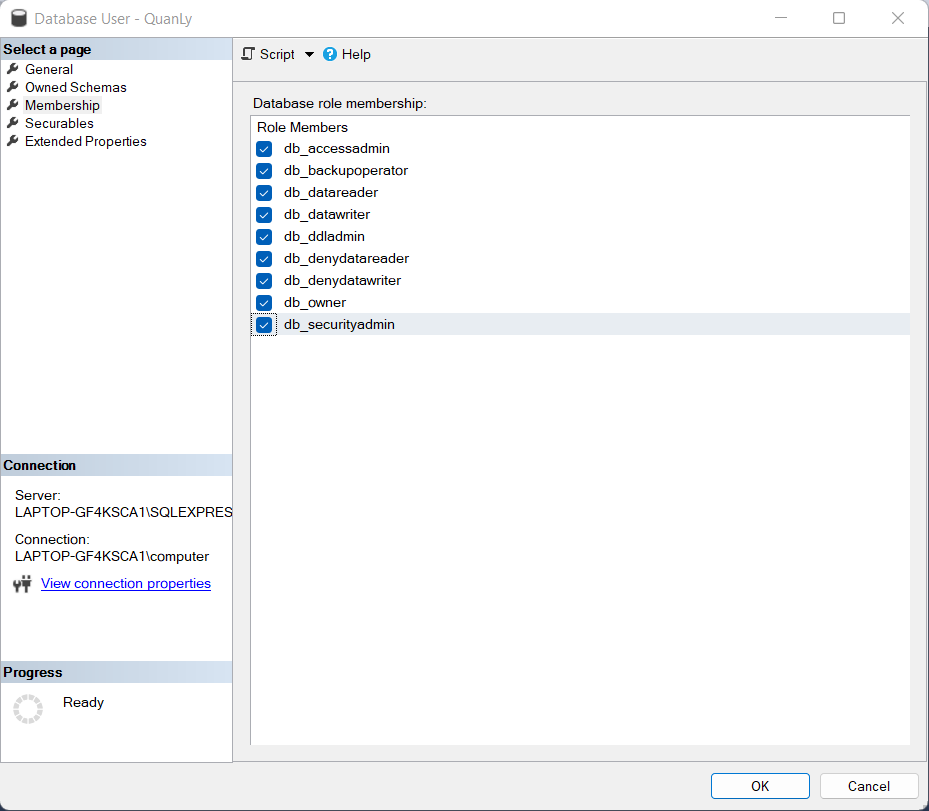 Database User - QuanLy
Select a page
General
Owned Schemas
Membership
Securables
Extended Properties
Script
Help
Database role membership:
Role Members
db_accessadmin
db_backupoperator
db_datareader
db_datawriter
db_ddladmin
db_denydatareader
db_denydatawriter
db_owner
db_securityadmin
Connection
Server:
LAPTOP-GF4KSCA1\SQLEXPRES
Connection:
LAPTOP-GF4KSCA1\computer
View connection properties
Progress
Ready
OK
Cancel